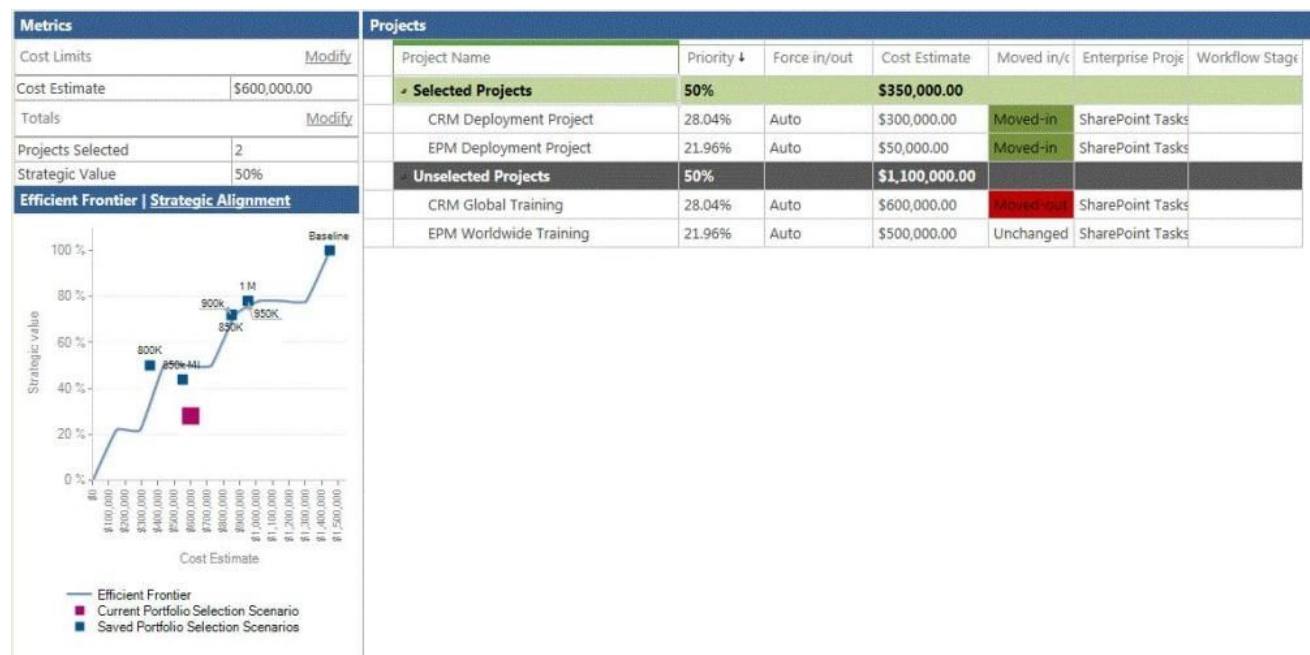 Metrics
Cost Limits Modify
Cost Estimate $600,000.00
Totals Modify
Projects Selected 2
Strategic Value 50%
Efficient Frontier | Strategic Alignment
100 %
80 %
60 %
40 %
20 %
0 %
Strategic value
Baseline
1 M
900k
950K
850K
800K
850k MI
$0
$100,000
$200,000
$300,000
$400,000
$500,000
$600,000
$700,000
$800,000
$900,000
$1,000,000
$1,100,000
$1,200,000
$1,300,000
$1,400,000
$1,500,000
Cost Estimate
Efficient Frontier
Current Portfolio Selection Scenario
Saved Portfolio Selection Scenarios
Projects
Project Name Priority ↓ Force in/out Cost Estimate Moved in/o Enterprise Proje Workflow Stage
Selected Projects 50% $350,000.00
CRM Deployment Project 28.04% Auto $300,000.00 Moved-in SharePoint Tasks
EPM Deployment Project 21.96% Auto $50,000.00 Moved-in SharePoint Tasks
Unselected Projects 50% $1,100,000.00
CRM Global Training 28.04% Auto $600,000.00 Moved-out SharePoint Tasks
EPM Worldwide Training 21.96% Auto $500,000.00 Unchanged SharePoint Tasks